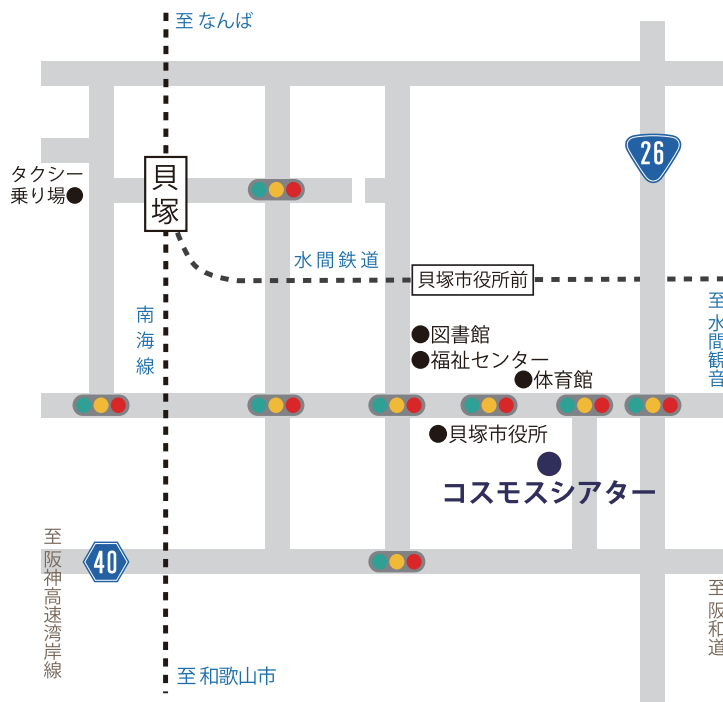 至 なんば
26
タクシー
乗り場
貝塚
水間鉄道
貝塚市役所前
至 水間観音
南海線
図書館
福祉センター
体育館
貝塚市役所
コスモスシアター
至 阪神高速湾岸線
40
至 阪和道
至 和歌山市